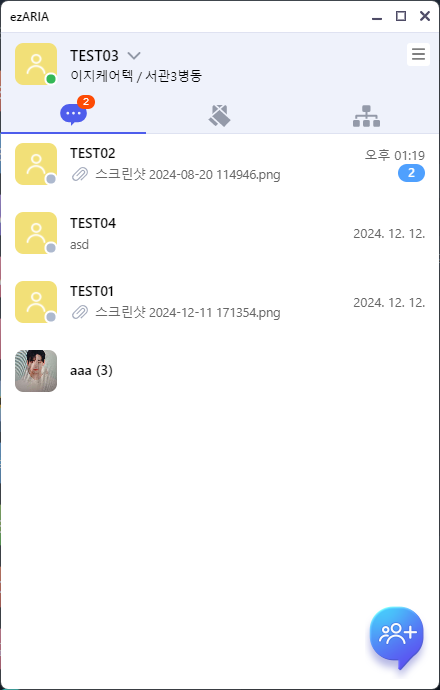 ezARIA
TEST03
이지케어텍 / 서관3병동
2
TEST02
오후 01:19
스크린샷 2024-08-20 114946.png
2
TEST04
asd
2024. 12. 12.
TEST01
스크린샷 2024-12-11 171354.png
2024. 12. 12.
aaa (3)